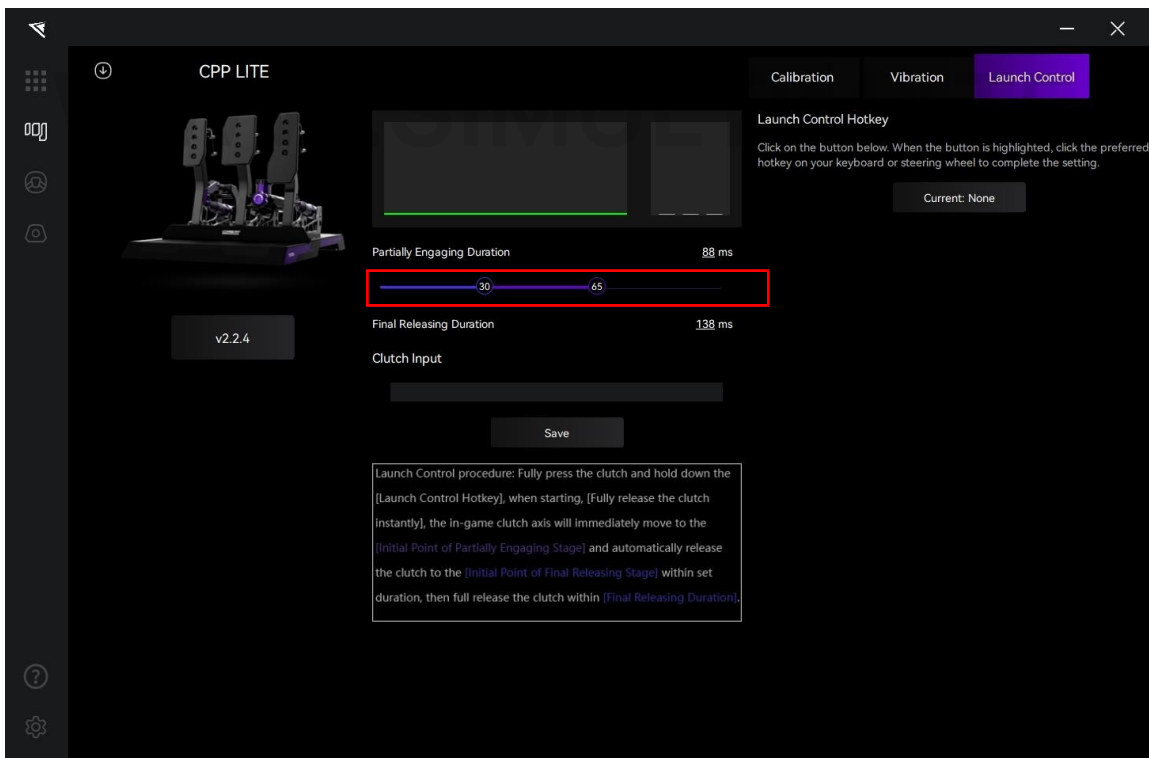 CPP LITE
Calibration
Vibration
Launch Control
Launch Control Hotkey
Click on the button below. When the button is highlighted, click the preferred
hotkey on your keyboard or steering wheel to complete the setting.
Current: None
Partially Engaging Duration
88 ms
30
65
Final Releasing Duration
138 ms
v2.2.4
Clutch Input
Save
Launch Control procedure: Fully press the clutch and hold down the
[Launch Control Hotkey], when starting, [Fully release the clutch
instantly], the in-game clutch axis will immediately move to the
[Initial Point of Partially Engaging Stage] and automatically release
the clutch to the [Initial Point of Final Releasing Stage] within set
duration, then full release the clutch within [Final Releasing Duration].